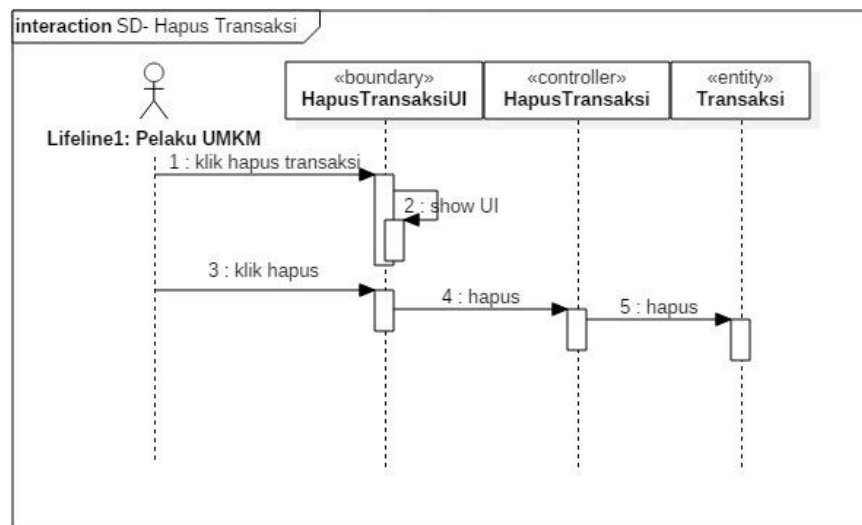 interaction SD- Hapus Transaksi
«boundary»
HapusTransaksiUI
«controller»
HapusTransaksi
«entity»
Transaksi
Lifeline1: Pelaku UMKM
1 : klik hapus transaksi
2 : show UI
3 : klik hapus
4 : hapus
5 : hapus